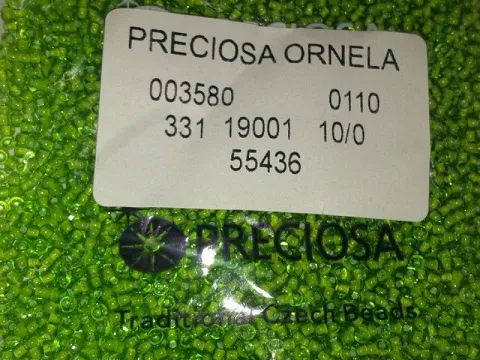 PRECIOSA ORNELA
003580 0110
331 19001 10/0
55436
PRECIOSA
Traditional Czech Beads